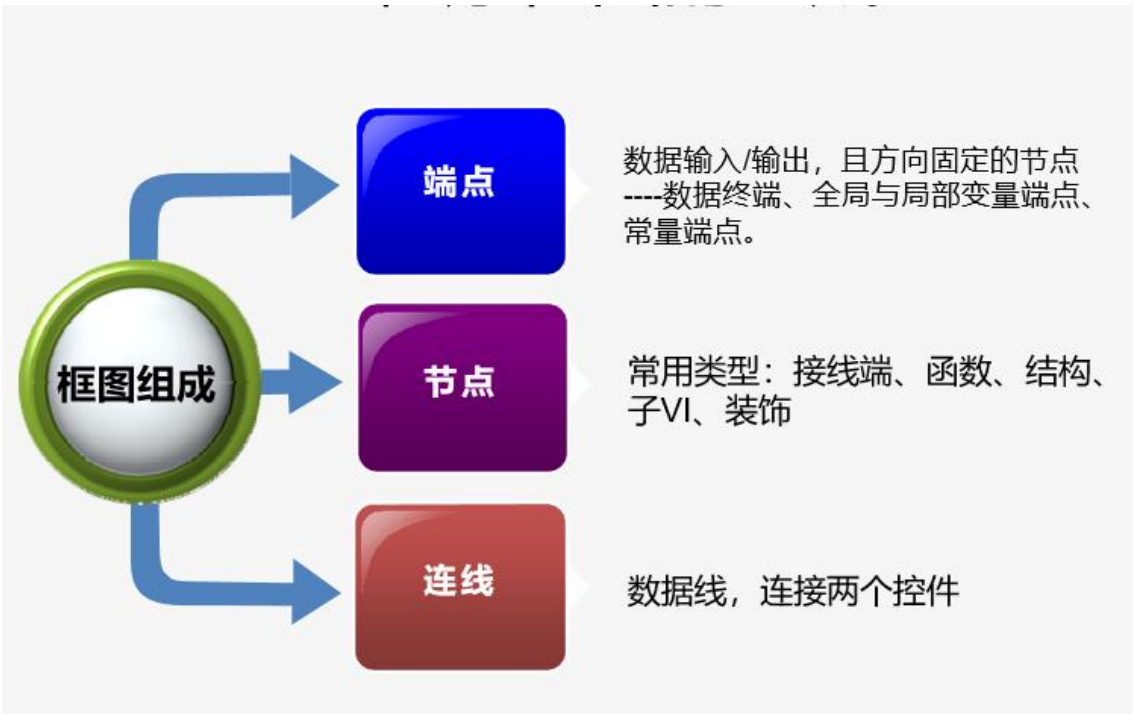 端点
数据输入/输出，且方向固定的节点
----数据终端、全局与局部变量端点、
常量端点。
框图组成
节点
常用类型：接线端、函数、结构、
子VI、装饰
连线
数据线，连接两个控件